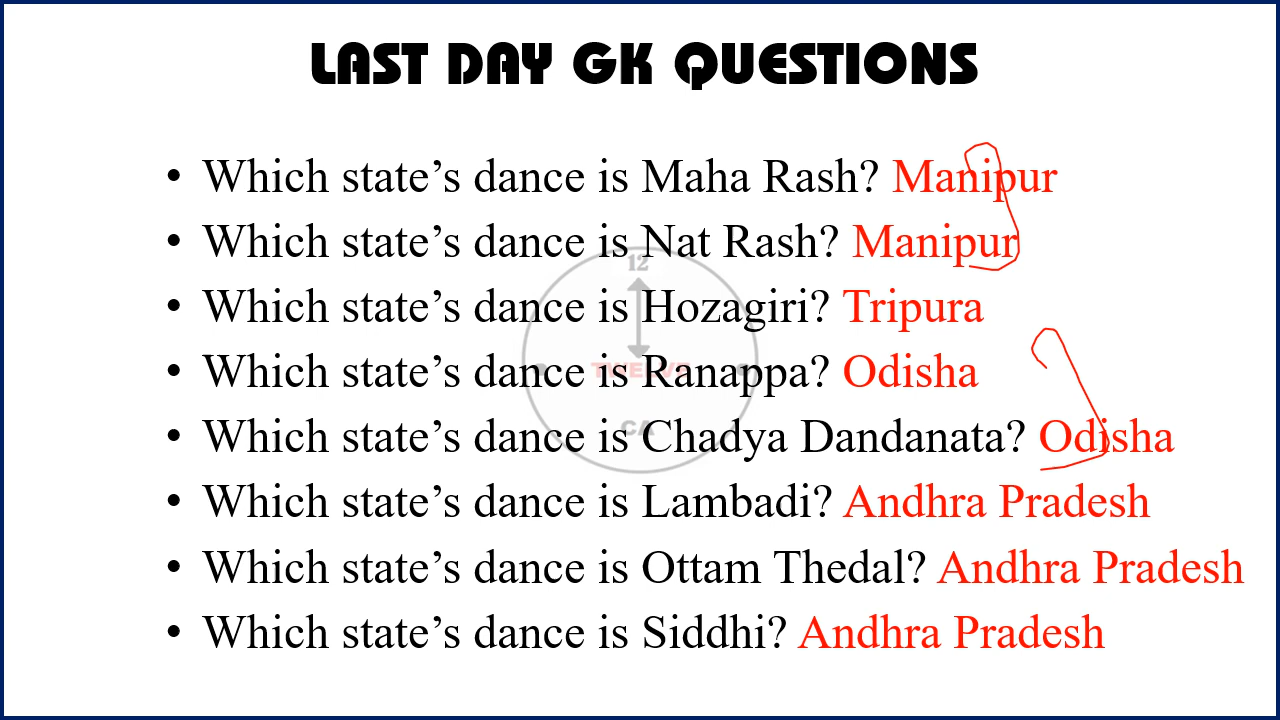 LAST DAY GK QUESTIONS
• Which state’s dance is Maha Rash? Manipur
• Which state’s dance is Nat Rash? Manipur
12
• Which state’s dance is Hozagiri? Tripura
• Which state’s dance is Ranappa? Odisha
TWELVE
• Which state’s dance is Chadya Dandanata? Odisha
CA
• Which state’s dance is Lambadi? Andhra Pradesh
• Which state’s dance is Ottam Thedal? Andhra Pradesh
• Which state’s dance is Siddhi? Andhra Pradesh